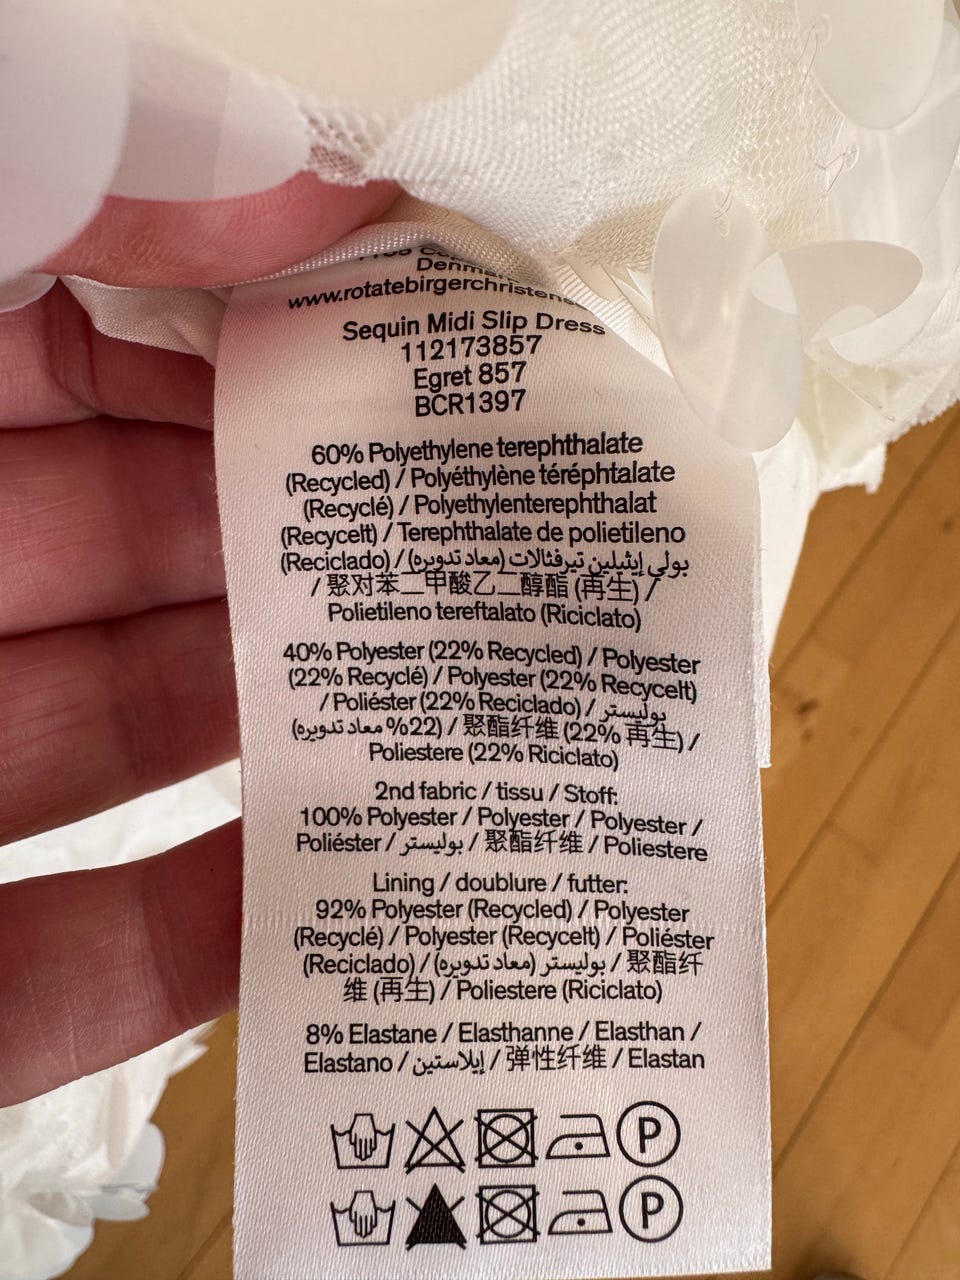 Denmar
www.rotatebirgerchristens
Sequin Midi Slip Dress
112173857
Egret 857
BCR1397
60% Polyethylene terephthalate
(Recycled) / Polyéthylène téréphtalate
(Recyclé) / Polyethylenterephthalat
(Recycelt) / Terephthalate de polietileno
(Reciclado) / بولي إيثيلين تيرفثالات (معاد تدويره)
/ 聚对苯二甲酸乙二醇酯 (再生) /
Polietileno tereftalato (Riciclato)
40% Polyester (22% Recycled) / Polyester
(22% Recyclé) / Polyester (22% Recycelt)
/ Poliéster (22% Reciclado) / بوليستر
(22% معاد تدويره) / 聚酯纤维 (22% 再生) /
Poliestere (22% Riciclato)
2nd fabric / tissu / Stoff:
100% Polyester / Polyester / Polyester /
Poliéster / بوليستر / 聚酯纤维 / Poliestere
Lining / doublure / futter:
92% Polyester (Recycled) / Polyester
(Recyclé) / Polyester (Recycelt) / Poliéster
(Reciclado) / بوليستر (معاد تدويره) / 聚酯纤
维 (再生) / Poliestere (Riciclato)
8% Elastane / Elasthanne / Elasthan /
Elastano / إيلاستين / 弹性纤维 / Elastan
P
P